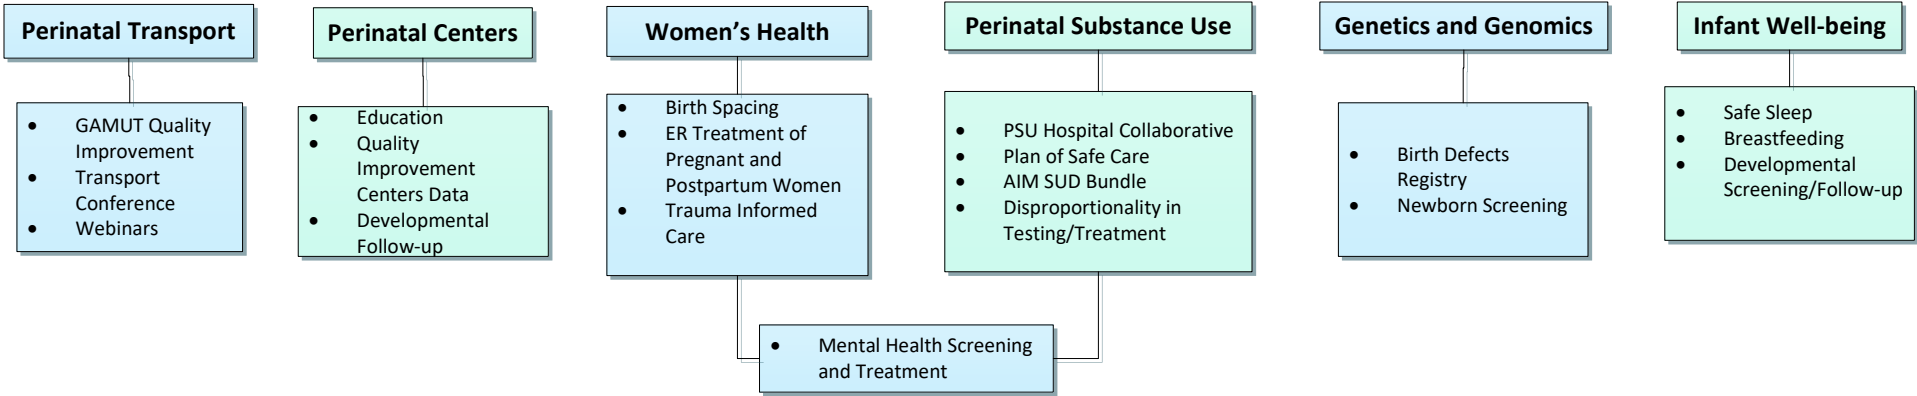 Perinatal Transport
• GAMUT Quality
Improvement
• Transport
Conference
• Webinars
Perinatal Centers
• Education
• Quality
Improvement
Centers Data
• Developmental
Follow-up
Women’s Health
• Birth Spacing
• ER Treatment of
Pregnant and
Postpartum Women
• Trauma Informed
Care
Perinatal Substance Use
• PSU Hospital Collaborative
• Plan of Safe Care
• AIM SUD Bundle
• Disproportionality in
Testing/Treatment
• Mental Health Screening
and Treatment
Genetics and Genomics
• Birth Defects
Registry
• Newborn Screening
Infant Well-being
• Safe Sleep
• Breastfeeding
• Developmental
Screening/Follow-up